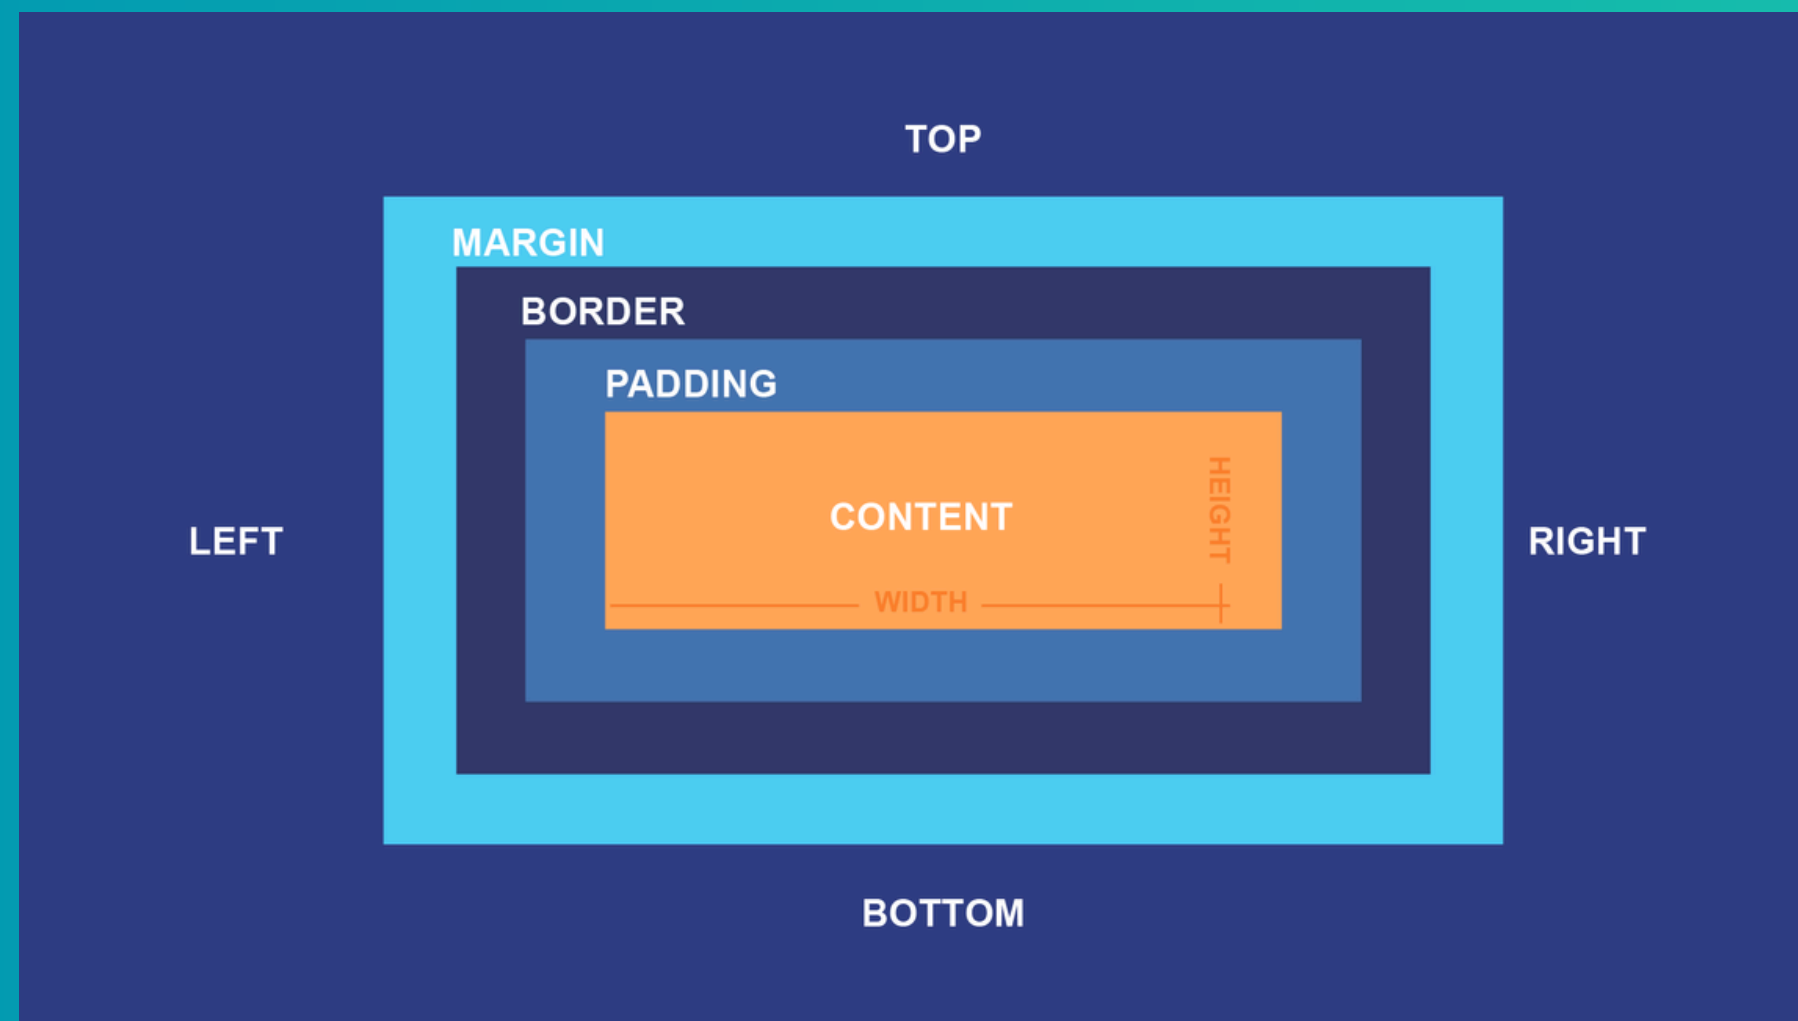 TOP
MARGIN
BORDER
PADDING
CONTENT
HEIGHT
LEFT
RIGHT
WIDTH
BOTTOM